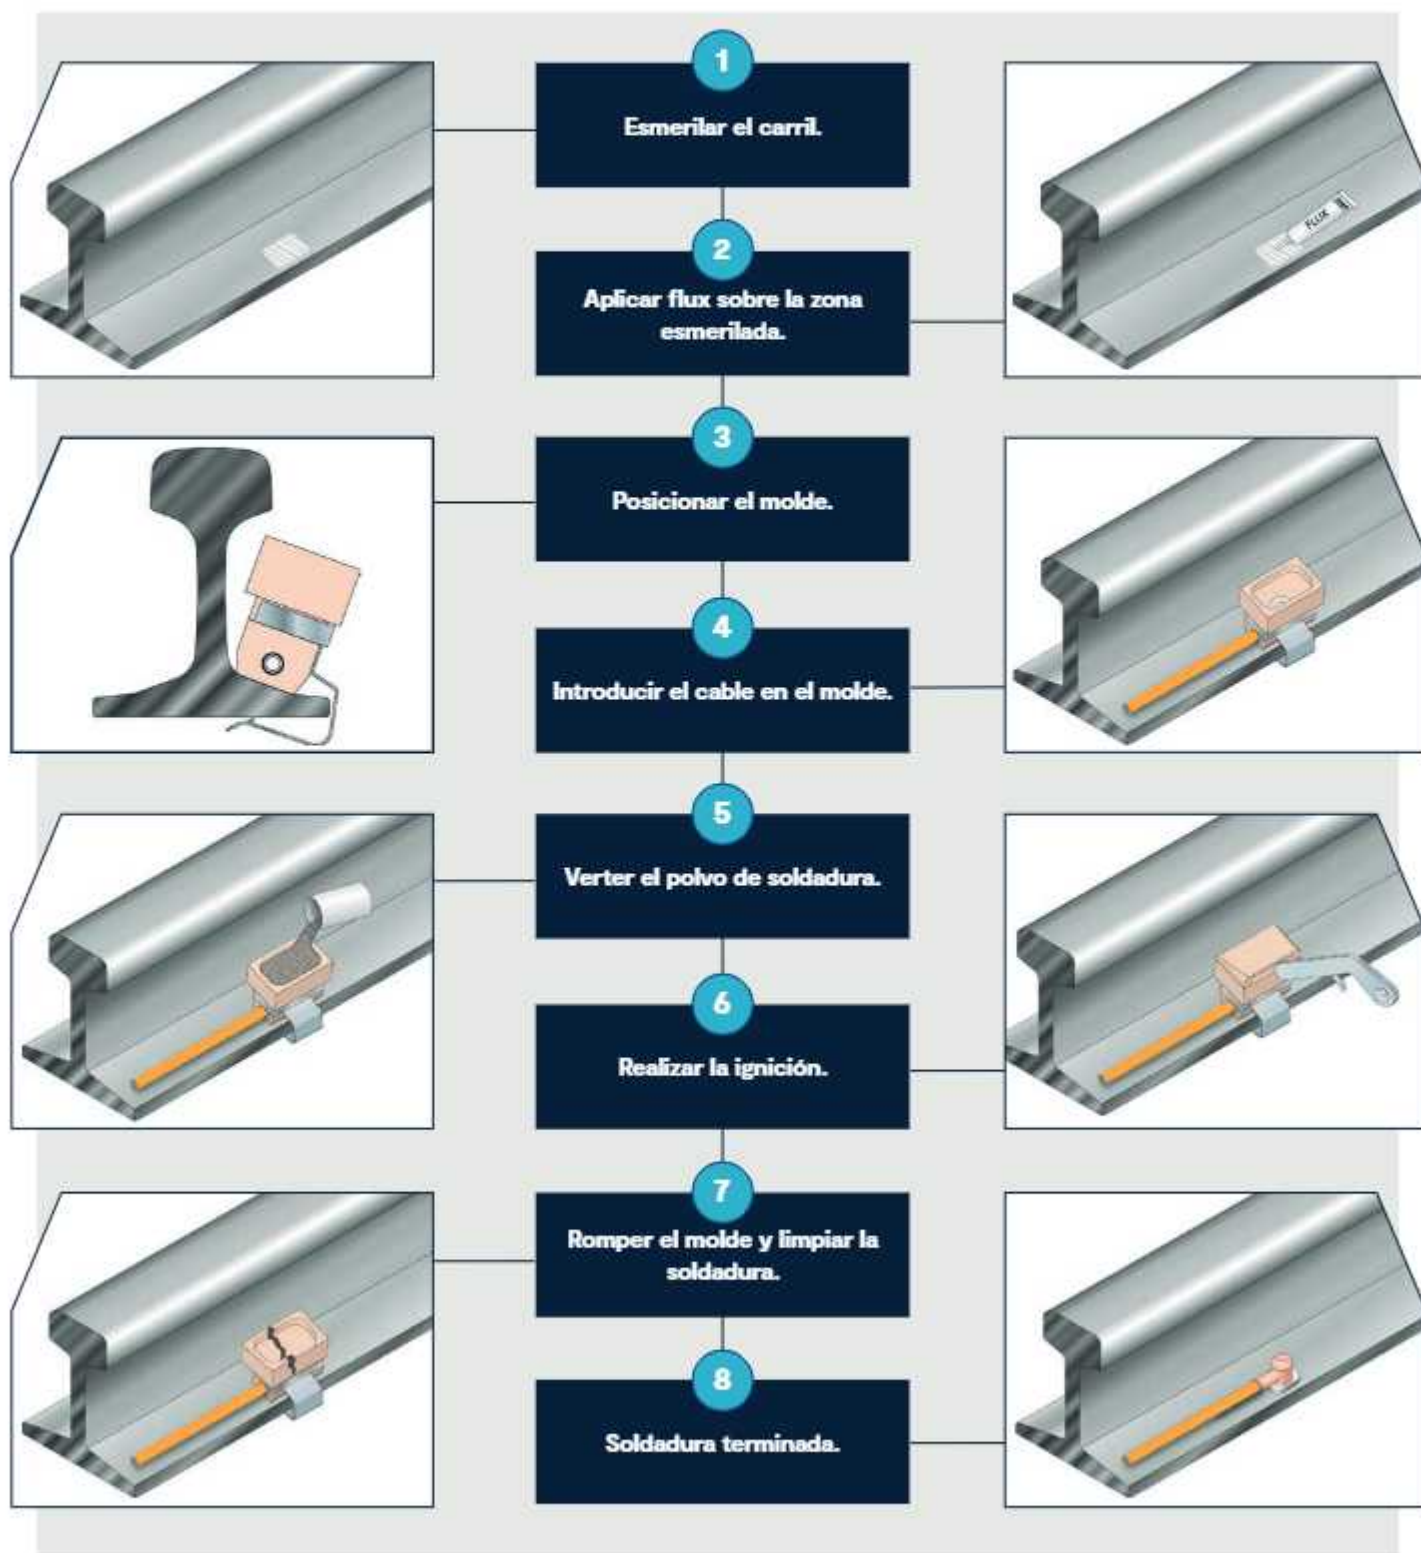 1
Esmerilar el carril.
2
Aplicar flux sobre la zona
esmerilada.
FLUX
3
Posicionar el molde.
4
Introducir el cable en el molde.
5
Verter el polvo de soldadura.
6
Realizar la ignición.
7
Romper el molde y limpiar la
soldadura.
8
Soldadura terminada.